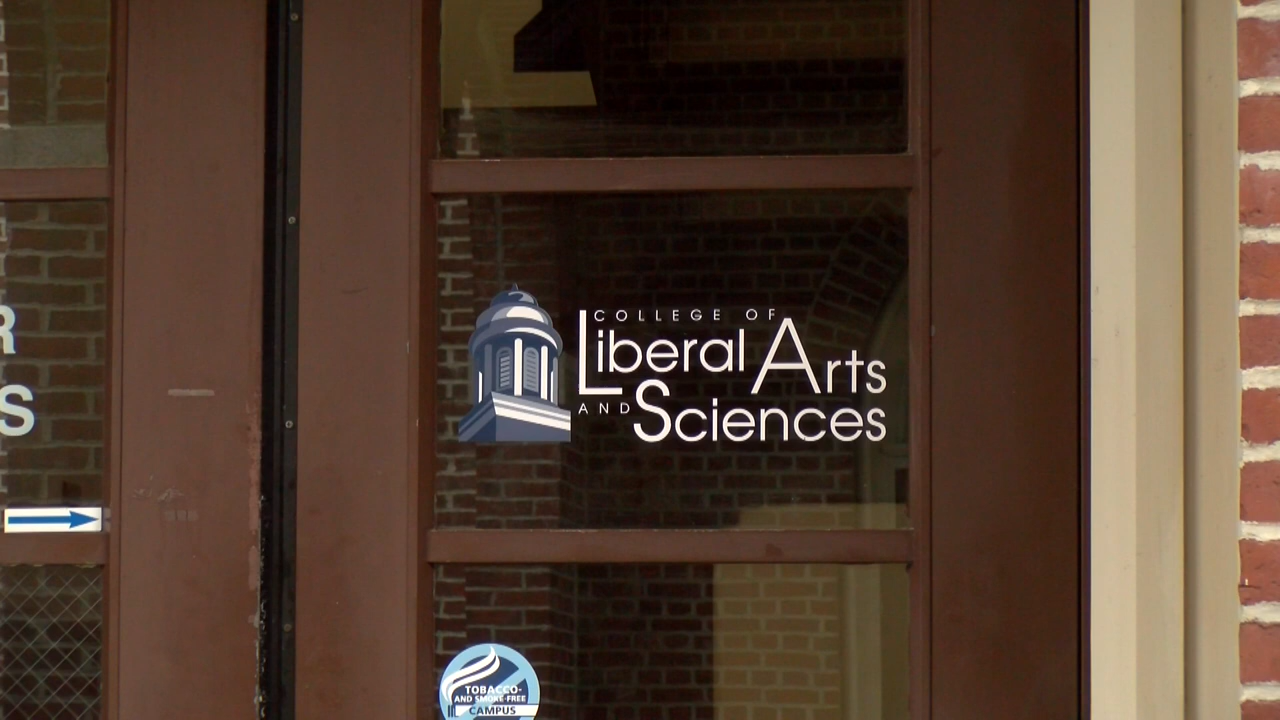 COLLEGE OF
Liberal Arts
AND Sciences
R
S
TOBACCO-
AND SMOKE-FREE
CAMPUS